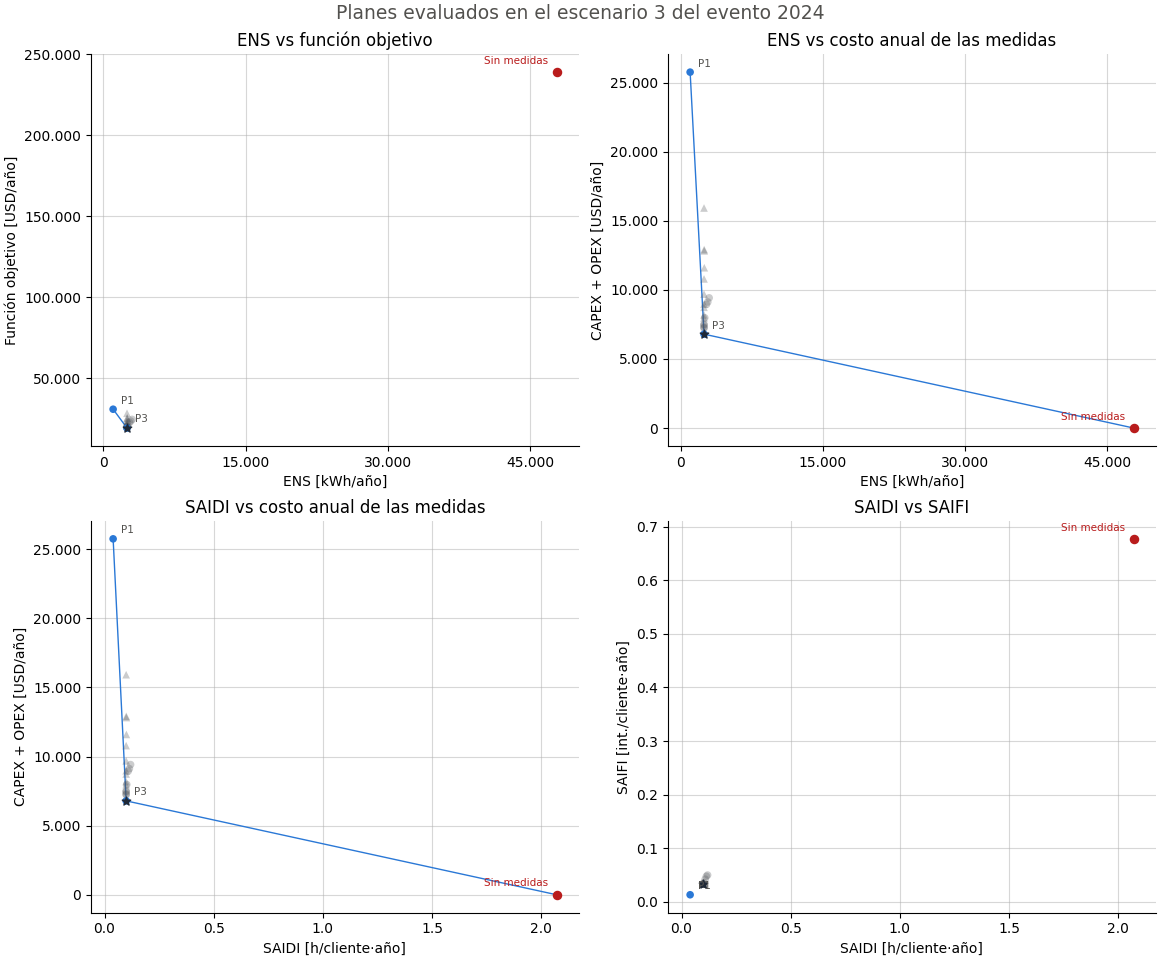 Planes evaluados en el escenario 3 del evento 2024
ENS vs función objetivo
250.000
200.000
150.000
100.000
50.000
Función objetivo [USD/año]
Sin medidas
P1
P3
0
15.000
30.000
45.000
ENS [kWh/año]
ENS vs costo anual de las medidas
25.000
20.000
15.000
10.000
5.000
0
CAPEX + OPEX [USD/año]
P1
P3
Sin medidas
0
15.000
30.000
45.000
ENS [kWh/año]
SAIDI vs costo anual de las medidas
25.000
20.000
15.000
10.000
5.000
0
CAPEX + OPEX [USD/año]
P1
P3
Sin medidas
0.0
0.5
1.0
1.5
2.0
SAIDI [h/cliente·año]
SAIDI vs SAIFI
0.7
0.6
0.5
0.4
0.3
0.2
0.1
0.0
SAIFI [int./cliente·año]
Sin medidas
0.0
0.5
1.0
1.5
2.0
SAIDI [h/cliente·año]